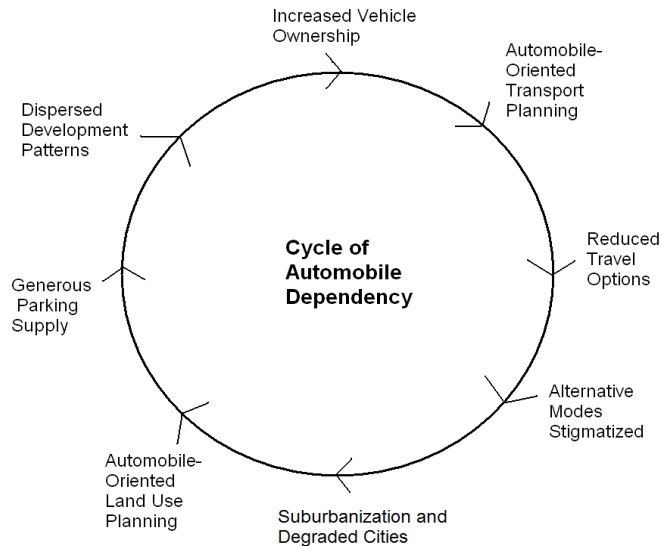 Increased Vehicle
Ownership
Automobile-
Oriented
Transport
Planning
Reduced
Travel
Options
Alternative
Modes
Stigmatized
Suburbanization and
Degraded Cities
Automobile-
Oriented
Land Use
Planning
Generous
Parking
Supply
Dispersed
Development
Patterns
Cycle of
Automobile
Dependency